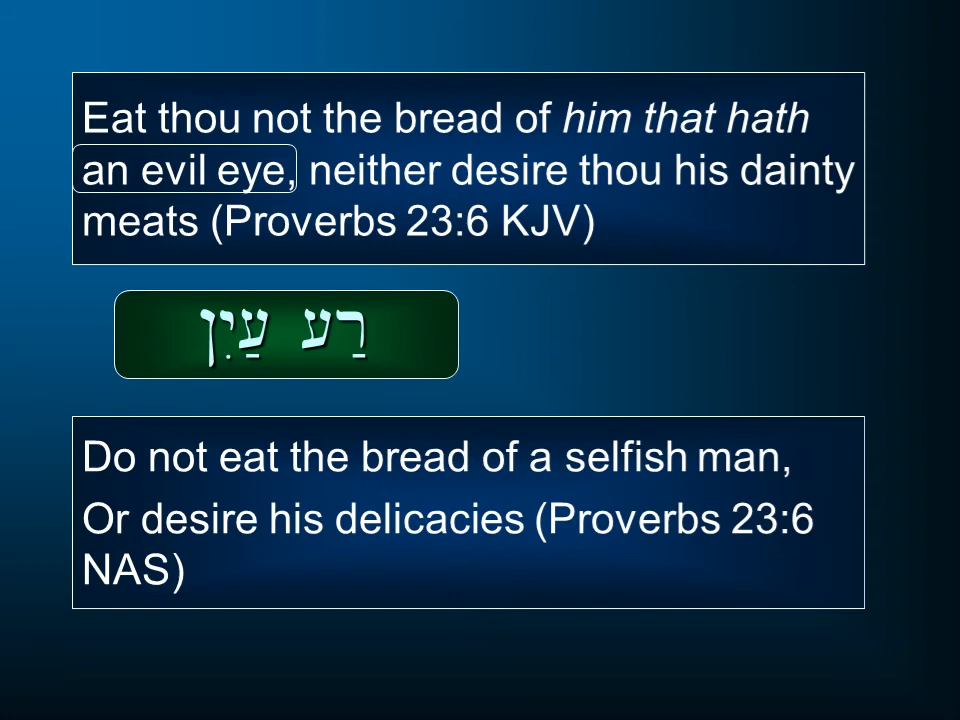 Eat thou not the bread of him that hath
an evil eye, neither desire thou his dainty
meats (Proverbs 23:6 KJV)
רַע עַיִן
Do not eat the bread of a selfish man,
Or desire his delicacies (Proverbs 23:6
NAS)